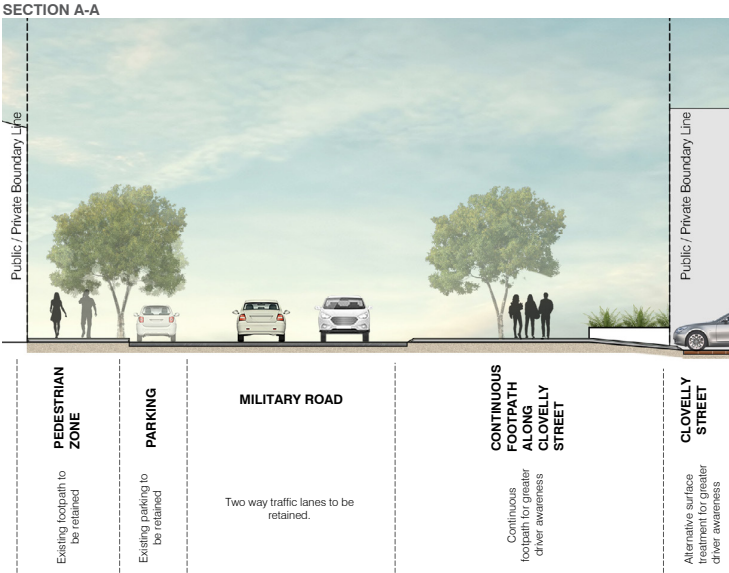 SECTION A-A
Public / Private Boundary Line
Public / Private Boundary Line
PEDESTRIAN
ZONE
Existing footpath to
be retained
PARKING
Existing parking to
be retained
MILITARY ROAD
Two way traffic lanes to be
retained.
CONTINUOUS
FOOTPATH
ALONG
CLOVELLY
STREET
Continuous
footpath for greater
driver awareness
CLOVELLY
STREET
Alternative surface
treatment for greater
driver awareness